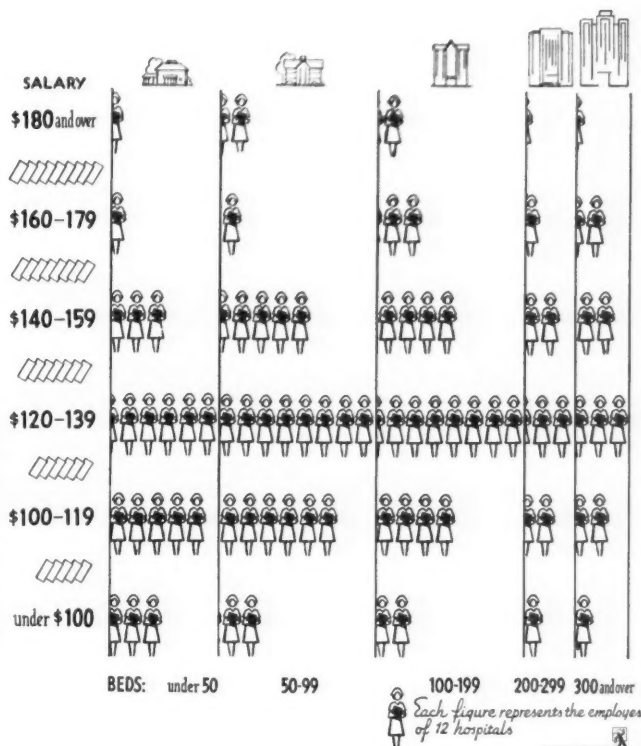 SALARY
$180 and over
$160-179
$140-159
$120-139
$100-119
under $100
BEDS: under 50 50-99 100-199 200-299 300 and over
Each figure represents the employes
of 12 hospitals